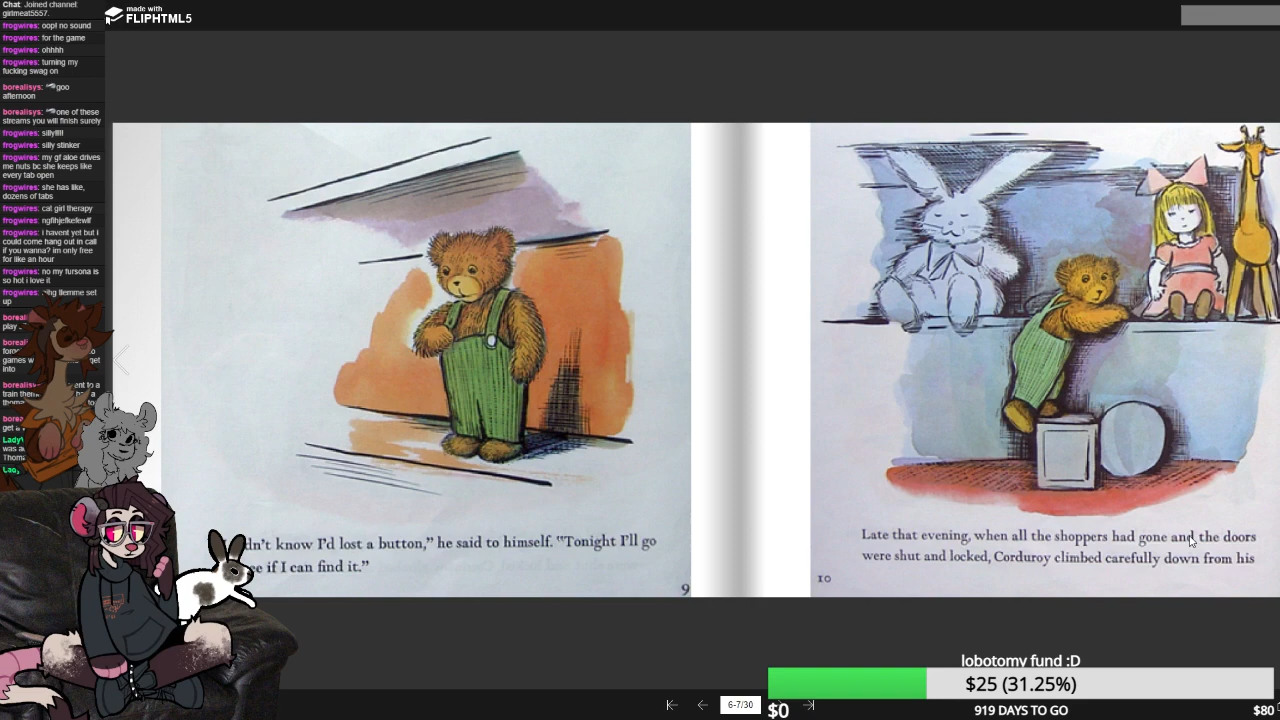 Chat: Joined channel:
girlmeat5557.
frogwires: oop! no sound
frogwires: for the game
frogwires: ohhhh
frogwires: turning my
fucking swag on
borealisys: goo
afternoon
borealisys: one of these
streams you will finish surely
frogwires: silly!!!!
frogwires: silly stinker
frogwires: my gf aloe drives
me nuts bc she keeps like
every tab open
frogwires: she has like,
dozens of tabs
frogwires: cat girl therapy
frogwires:
frogwires: i havent yet but i
could come hang out in call
if you wanna? im only free
for like an hour
frogwires: no my fursona is
so hot i love it
frogwires: llemme set
up
play
games
into
train
made with
FLIPHTML5
dn't know I'd lost a button," he said to himself. "Tonight I'll go
if I can find it."
9
Late that evening, when all the shoppers had gone and the doors
were shut and locked, Corduroy climbed carefully down from his
10
6-7/30
lobotomy fund :D
$25 (31.25%)
$0
919 DAYS TO GO
$80